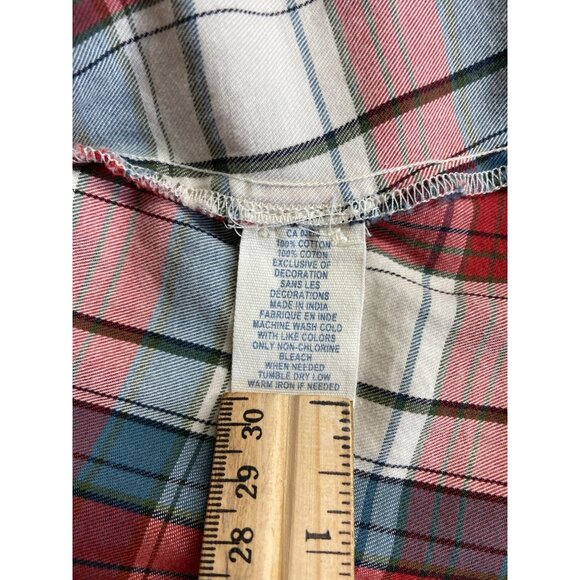 100% COTTON
100% COTON
EXCLUSIVE OF
DECORATION
SANS LES
DÉCORATIONS
MADE IN INDIA
FABRIQUE EN INDE
MACHINE WASH COLD
WITH LIKE COLORS
ONLY NON-CHLORINE
BLEACH
WHEN NEEDED
TUMBLE DRY LOW
WARM IRON IF NEEDED
30
29
28
1